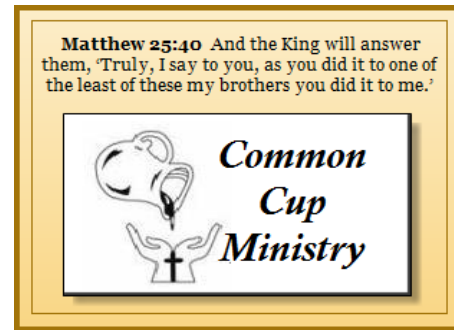 Matthew 25:40 And the King will answer
them, ‘Truly, I say to you, as you did it to one of
the least of these my brothers you did it to me.’
Common
Cup
Ministry